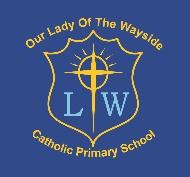 Our Lady Of The Wayside
L W
Catholic Primary School